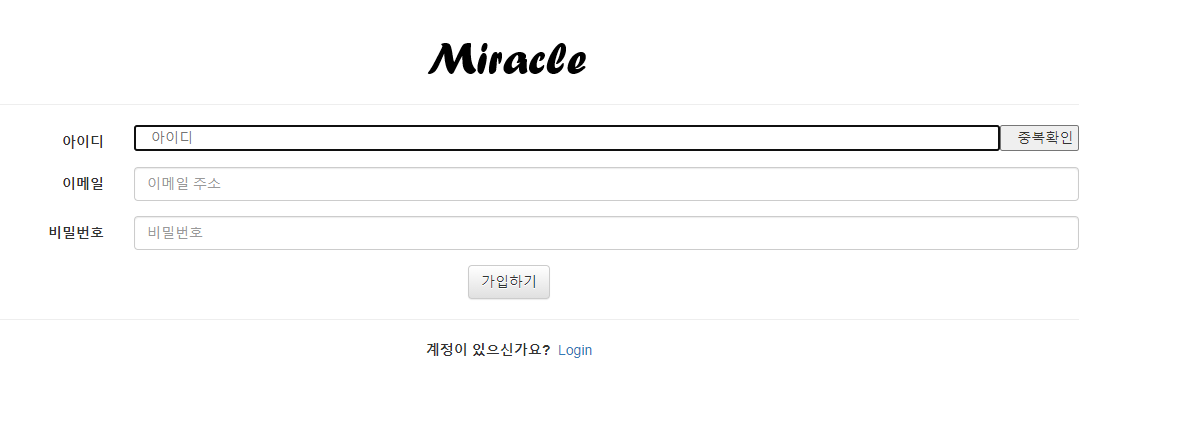 Miracle
아이디 아이디 중복확인
이메일 이메일 주소
비밀번호 비밀번호
가입하기
계정이 있으신가요? Login